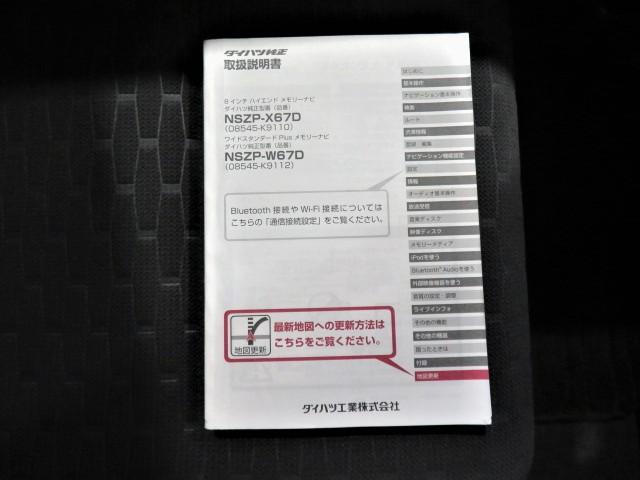 ダイハツ純正
取扱説明書
8インチ ハイエンド メモリーナビ
ダイハツ純正型番(品番)
NSZP-X67D
(08545-K9110)
ワイドスタンダード Plus メモリーナビ
ダイハツ純正型番(品番)
NSZP-W67D
(08545-K9112)
Bluetooth 接続や Wi-Fi 接続については
こちらの「通信接続設定」をご覧ください。
地図更新
最新地図への更新方法は
こちらをご覧ください。
ダイハツ工業株式会社
はじめに
基本操作
ナビゲーション基本操作
検索
ルート
渋滞情報
登録・編集
ナビゲーション機能設定
設定
情報
オーディオ基本操作
放送受信
音楽ディスク
映像ディスク
メモリーメディア
iPodを使う
Bluetooth® Audioを使う
外部映像機器を使う
音質の設定・調整
ライブインフォ
その他の機能
その他の機器
困ったときは
付録
地図更新